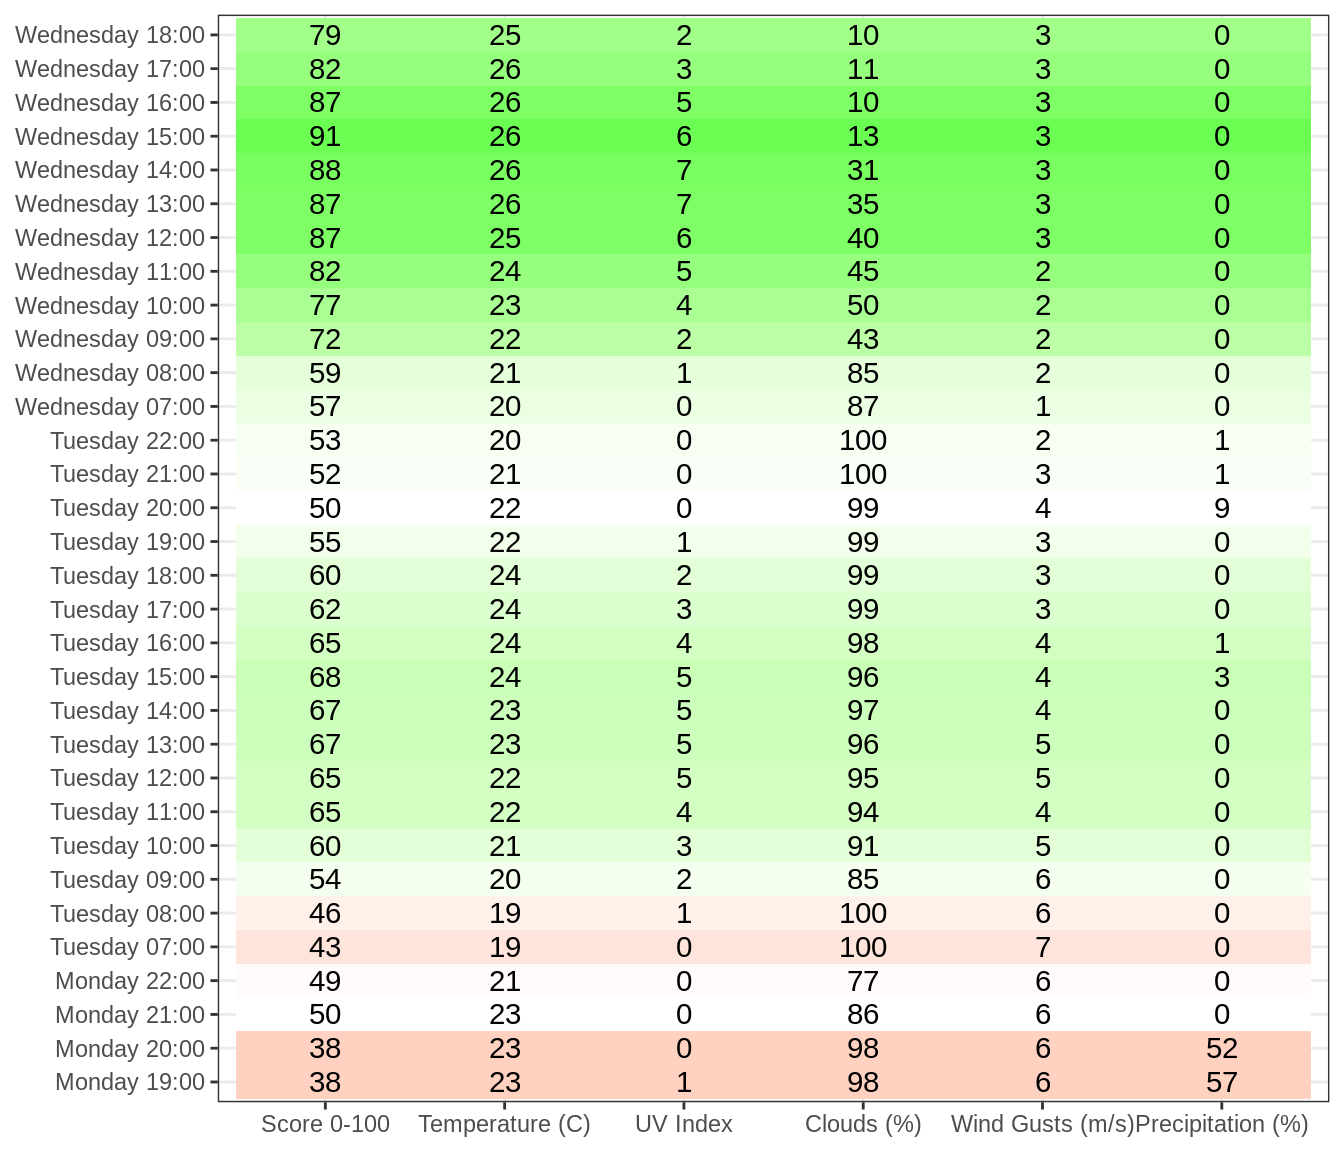 Wednesday 18:00 79 25 2 10 3 0
Wednesday 17:00 82 26 3 11 3 0
Wednesday 16:00 87 26 5 10 3 0
Wednesday 15:00 91 26 6 13 3 0
Wednesday 14:00 88 26 7 31 3 0
Wednesday 13:00 87 26 7 35 3 0
Wednesday 12:00 87 25 6 40 3 0
Wednesday 11:00 82 24 5 45 2 0
Wednesday 10:00 77 23 4 50 2 0
Wednesday 09:00 72 22 2 43 2 0
Wednesday 08:00 59 21 1 85 2 0
Wednesday 07:00 57 20 0 87 1 0
Tuesday 22:00 53 20 0 100 2 1
Tuesday 21:00 52 21 0 100 3 1
Tuesday 20:00 50 22 0 99 4 9
Tuesday 19:00 55 22 1 99 3 0
Tuesday 18:00 60 24 2 99 3 0
Tuesday 17:00 62 24 3 99 3 0
Tuesday 16:00 65 24 4 98 4 1
Tuesday 15:00 68 24 5 96 4 3
Tuesday 14:00 67 23 5 97 4 0
Tuesday 13:00 67 23 5 96 5 0
Tuesday 12:00 65 22 5 95 5 0
Tuesday 11:00 65 22 4 94 4 0
Tuesday 10:00 60 21 3 91 5 0
Tuesday 09:00 54 20 2 85 6 0
Tuesday 08:00 46 19 1 100 6 0
Tuesday 07:00 43 19 0 100 7 0
Monday 22:00 49 21 0 77 6 0
Monday 21:00 50 23 0 86 6 0
Monday 20:00 38 23 0 98 6 52
Monday 19:00 38 23 1 98 6 57
Score 0-100 Temperature (C) UV Index Clouds (%) Wind Gusts (m/s) Precipitation (%)